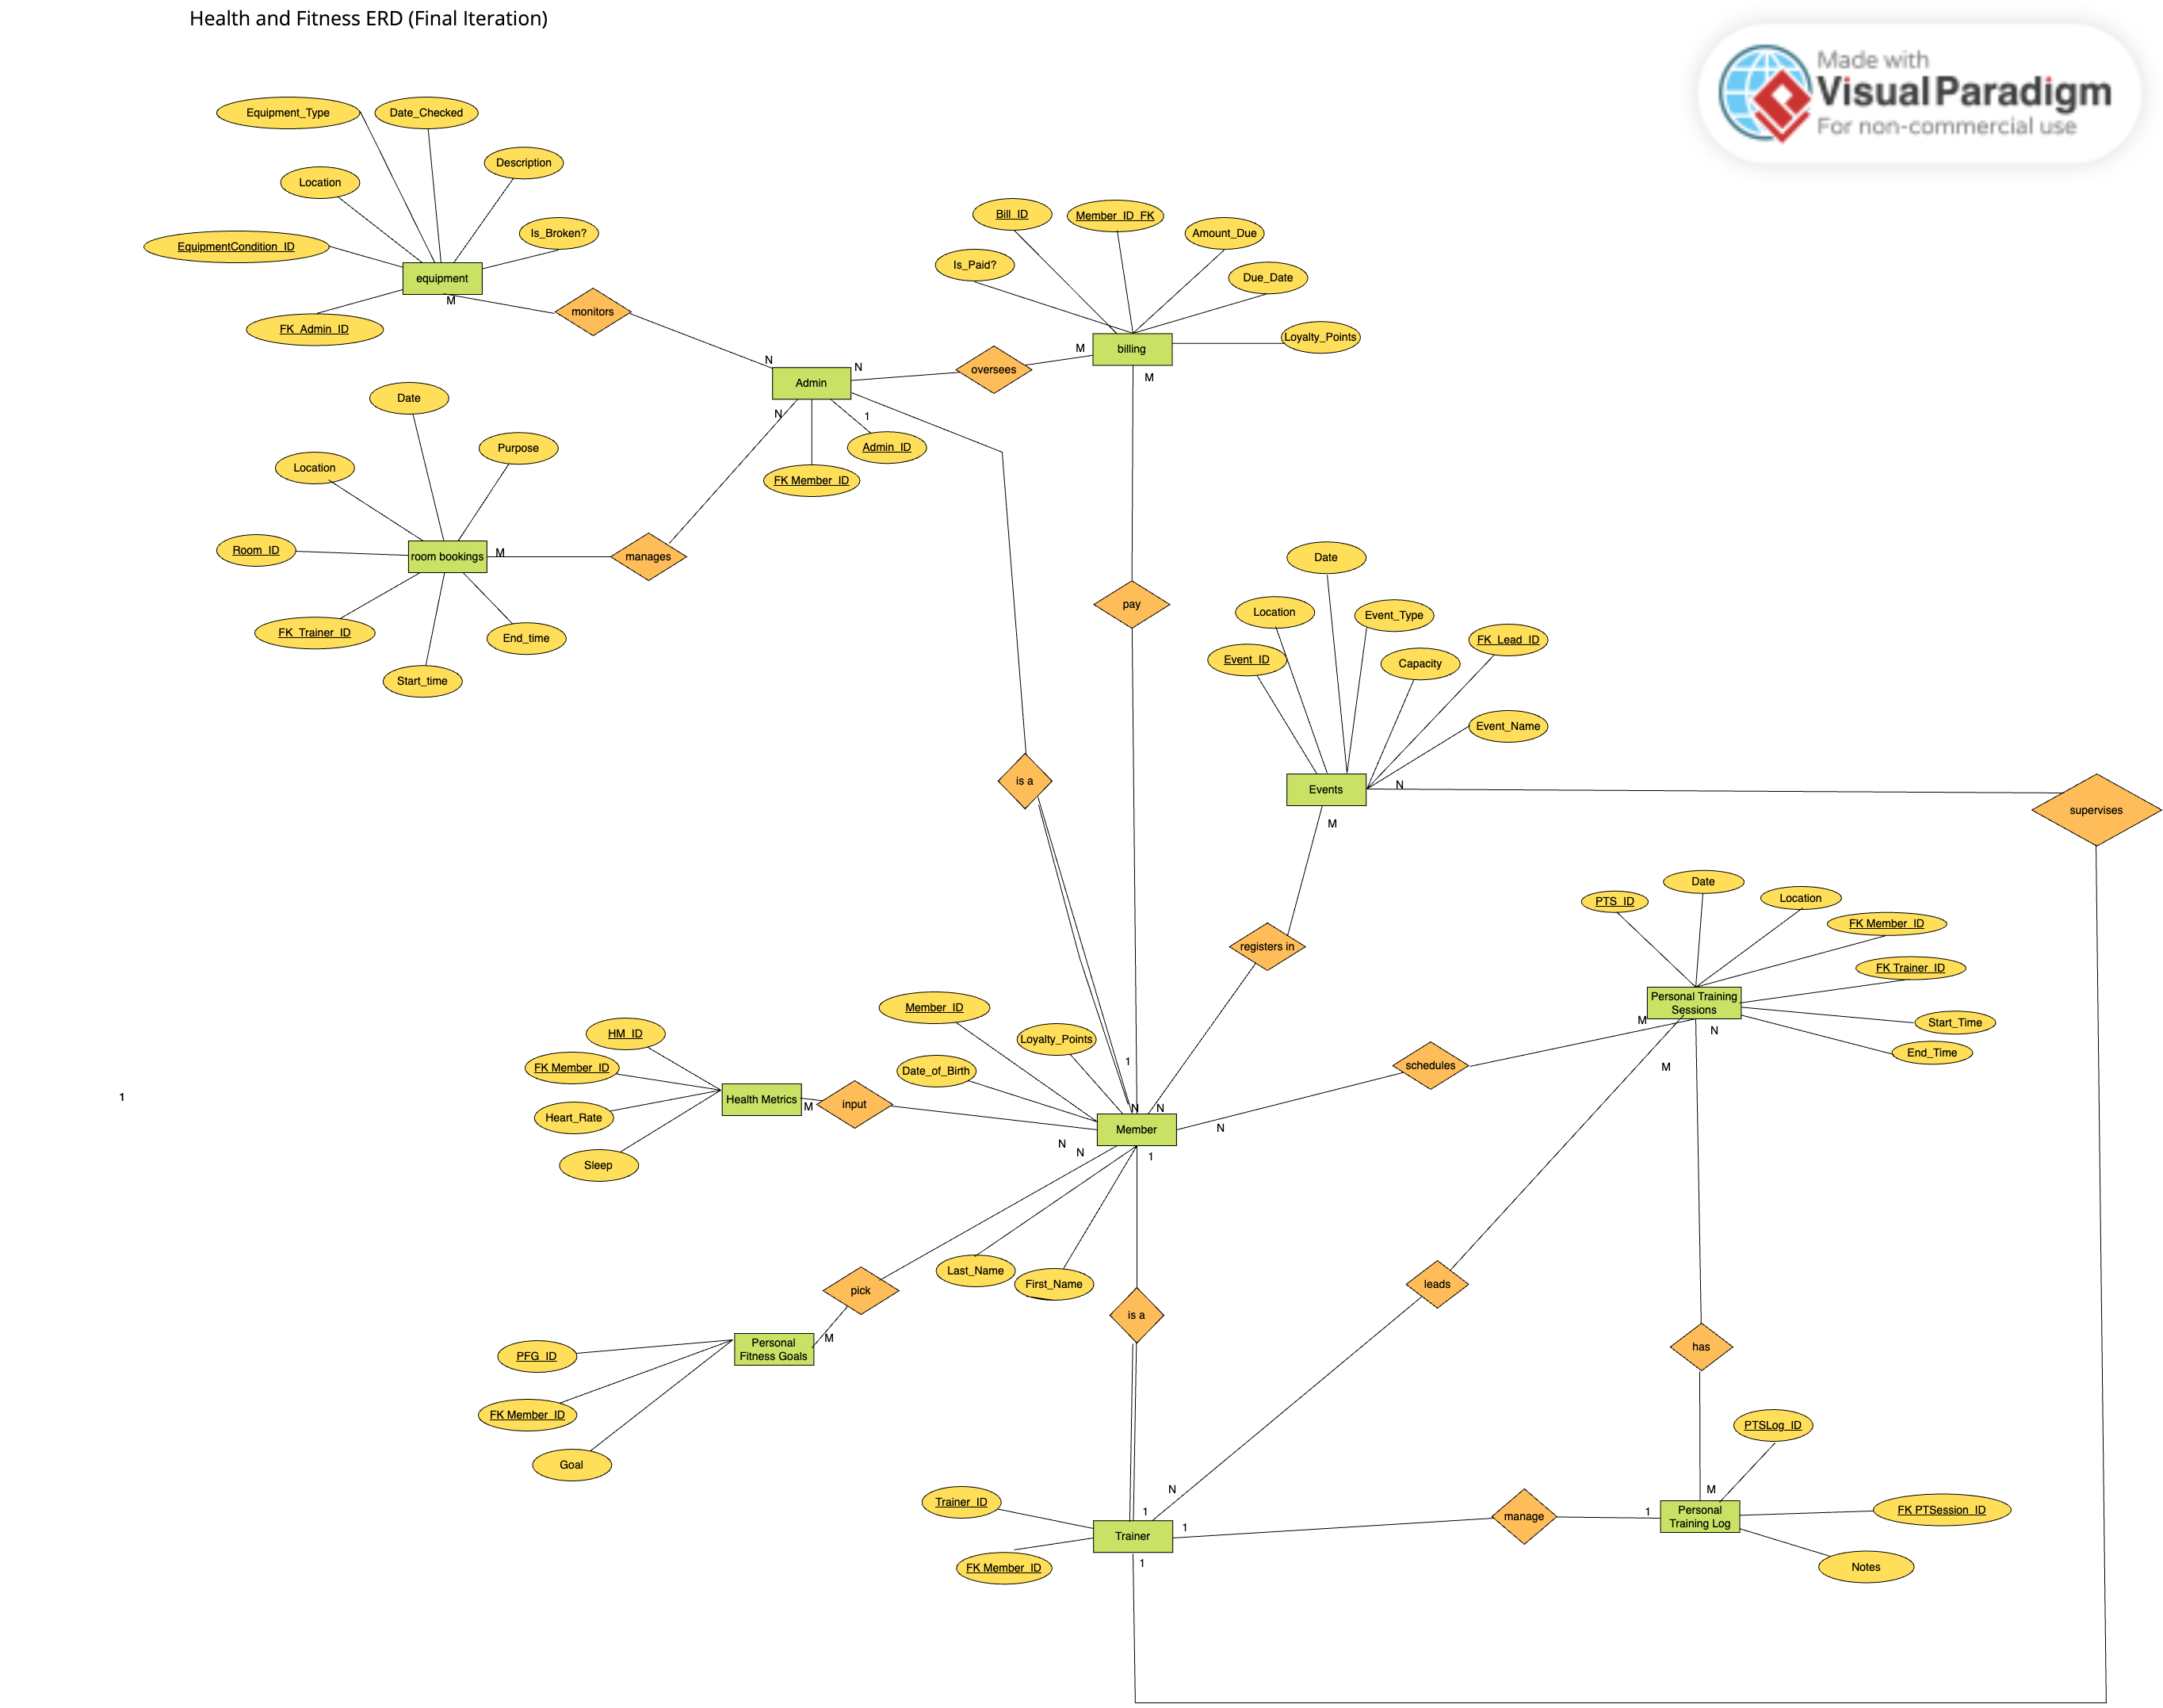 Health and Fitness ERD (Final Iteration)
Made with
Visual Paradigm
For non-commercial use
Equipment_Type
Date_Checked
Description
Location
Is_Broken?
EquipmentCondition_ID
equipment
M
FK_Admin_ID
monitors
N
Bill_ID
Member_ID_FK
Amount_Due
Is_Paid?
Due_Date
Loyalty_Points
billing
M
M
oversees
N
Admin
N
1
Admin_ID
FK Member_ID
Date
Purpose
Location
Room_ID
room bookings
M
manages
FK_Trainer_ID
End_time
Start_time
pay
is a
Date
Location
Event_Type
FK_Lead_ID
Event_ID
Capacity
Event_Name
Events
N
M
supervises
registers in
PTS_ID
Date
Location
FK Member_ID
FK Trainer_ID
Start_Time
End_Time
Personal Training
Sessions
M
N
M
schedules
Member_ID
Loyalty_Points
Date_of_Birth
1
N
N
Member
N
N
N
1
HM_ID
FK Member_ID
Heart_Rate
Sleep
Health Metrics
M
input
1
Last_Name
First_Name
pick
M
Personal
Fitness Goals
PFG_ID
FK Member_ID
Goal
is a
leads
has
PTSLog_ID
M
1
Personal
Training Log
FK PTSession_ID
Notes
manage
Trainer_ID
N
1
1
Trainer
1
FK Member_ID